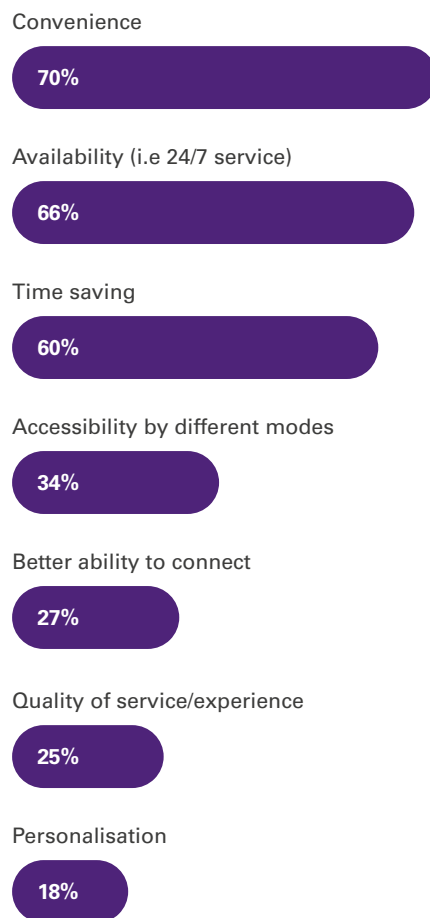 Convenience
70%
Availability (i.e 24/7 service)
66%
Time saving
60%
Accessibility by different modes
34%
Better ability to connect
27%
Quality of service/experience
25%
Personalisation
18%